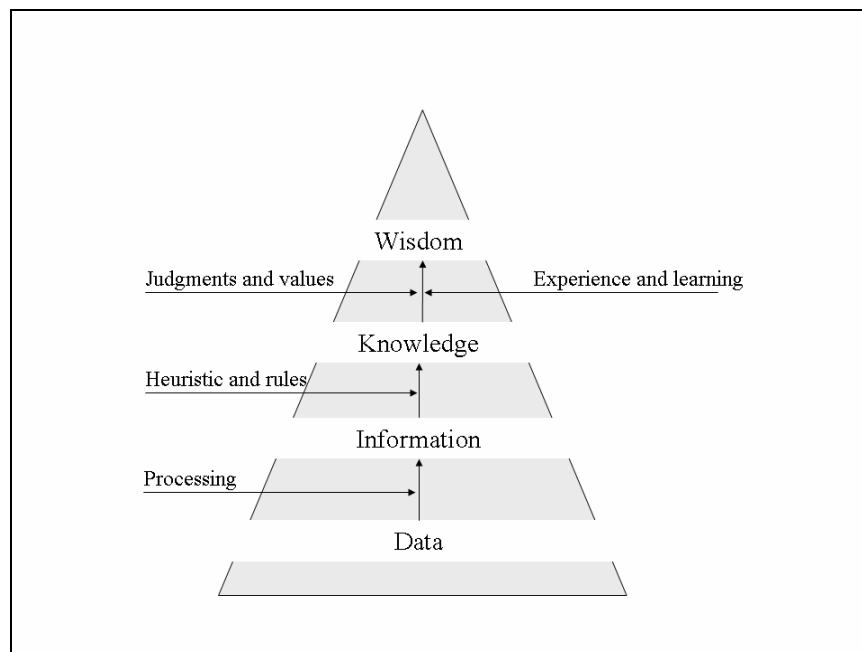 Wisdom
Judgments and values
Experience and learning
Knowledge
Heuristic and rules
Information
Processing
Data